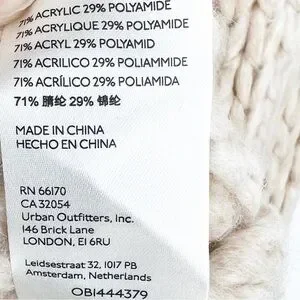 71% ACRYLIC 29% POLYAMIDE
71% ACRYLIQUE 29% POLYAMIDE
71% ACRYL 29% POLYAMID
71% ACRILICO 29% POLIAMMIDE
71% ACRÍLICO 29% POLIAMIDA
71% 腈纶 29% 锦纶
MADE IN CHINA
HECHO EN CHINA
RN 66170
CA 32054
Urban Outfitters, Inc.
146 Brick Lane
LONDON, E1 6RU
Leidsestraat 32, 1017 PB
Amsterdam, Netherlands
OB1444379